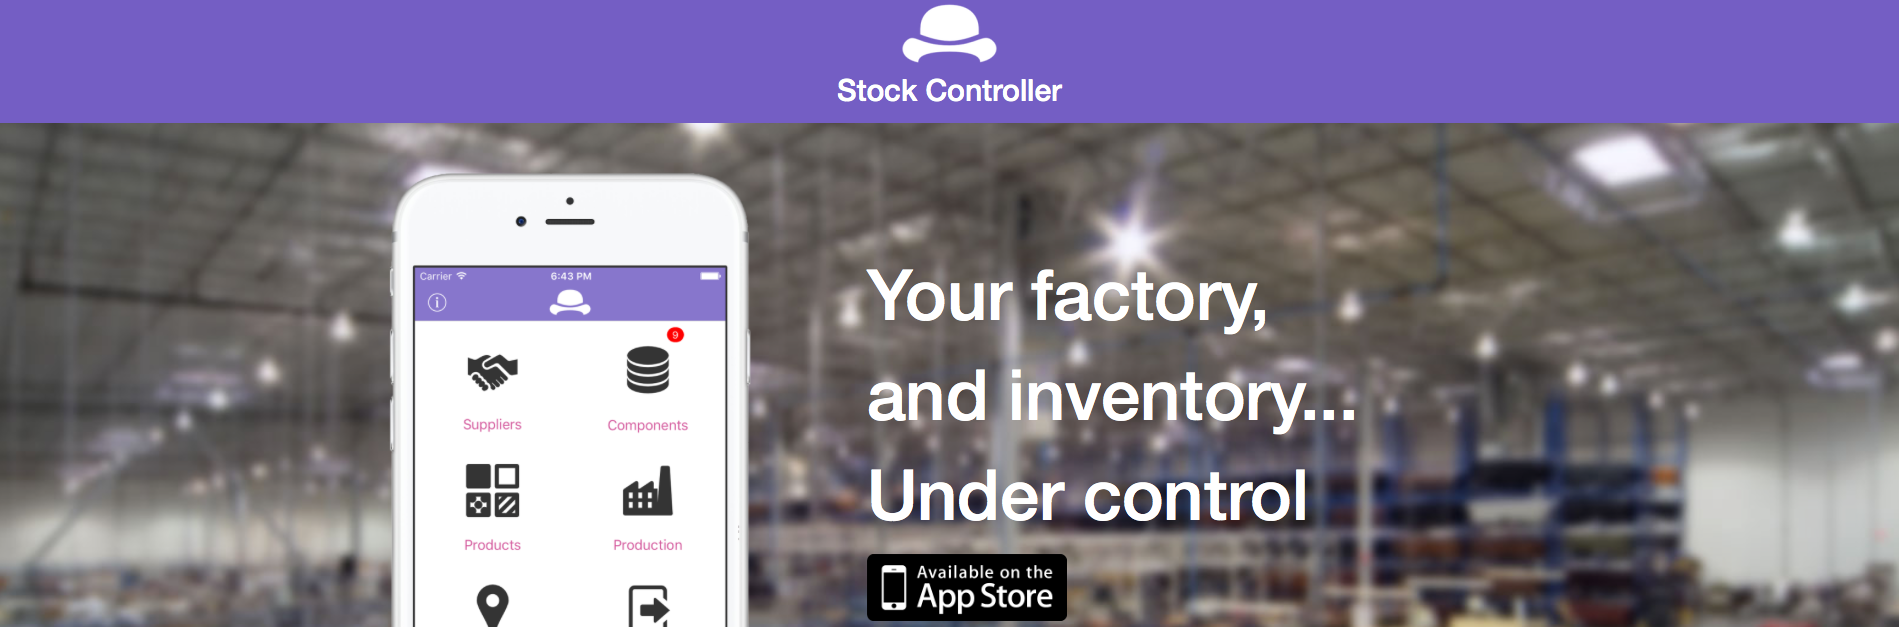 Stock Controller
Carrier 6:43 PM
9
Suppliers Components
Products Production
Your factory,
and inventory...
Under control
Available on the
App Store